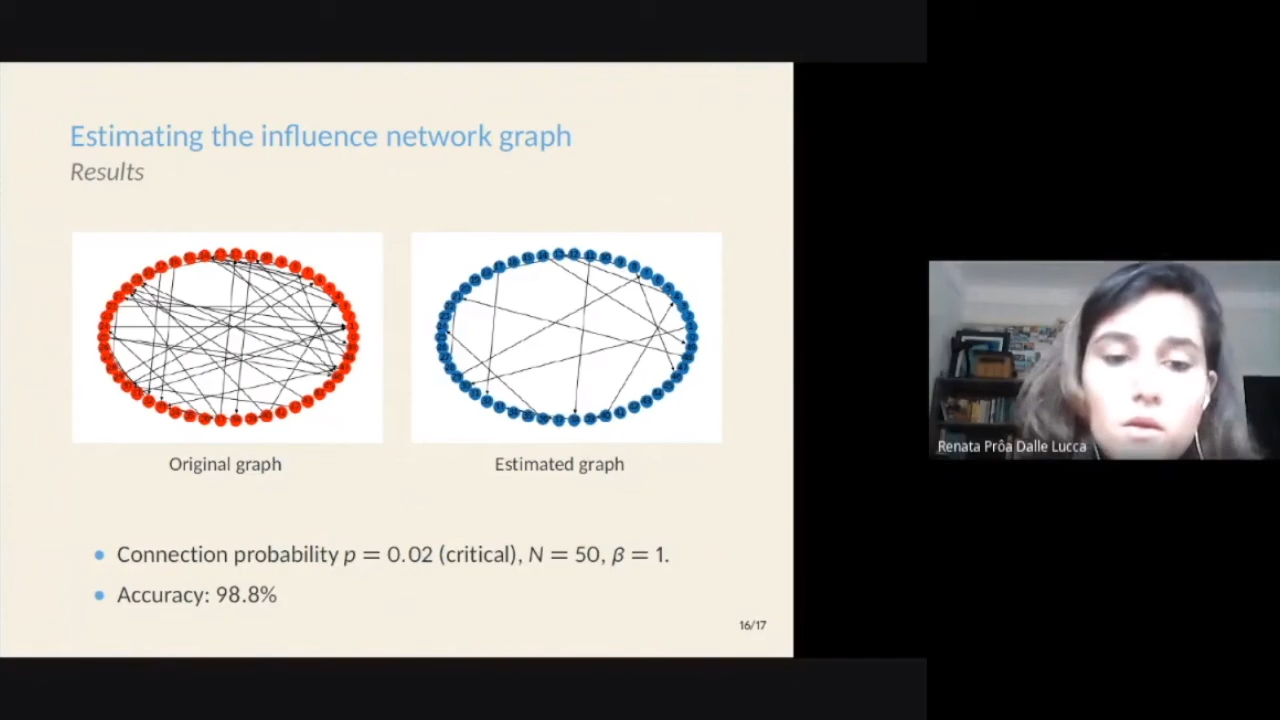 Estimating the influence network graph
Results
Original graph
Estimated graph
• Connection probability p = 0.02 (critical), N = 50, β = 1.
• Accuracy: 98.8%
16/17
Renata Prôa Dalle Lucca